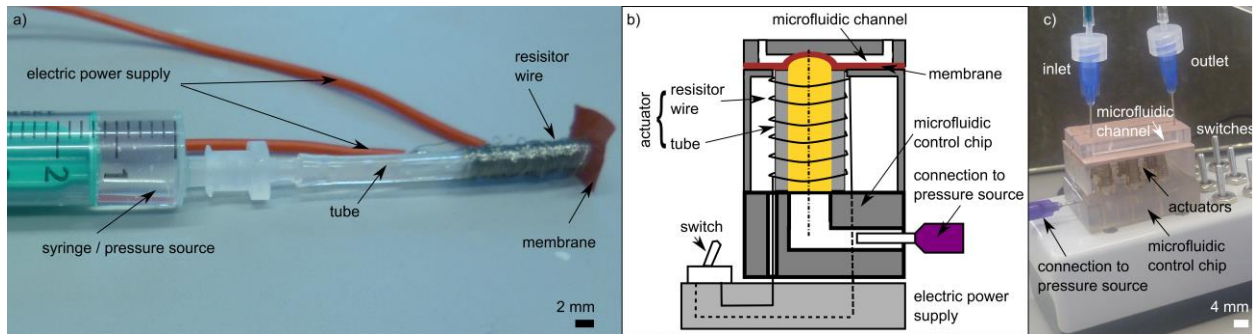 a)
electric power supply
resisitor
wire
2
1
tube
syringe / pressure source
membrane
2 mm
b)
microfluidic channel
membrane
actuator
resistor
wire
tube
microfluidic
control chip
connection to
pressure source
switch
electric power
supply
c)
inlet
outlet
microfluidic
channel
switches
actuators
microfluidic
control chip
connection to
pressure source
4 mm